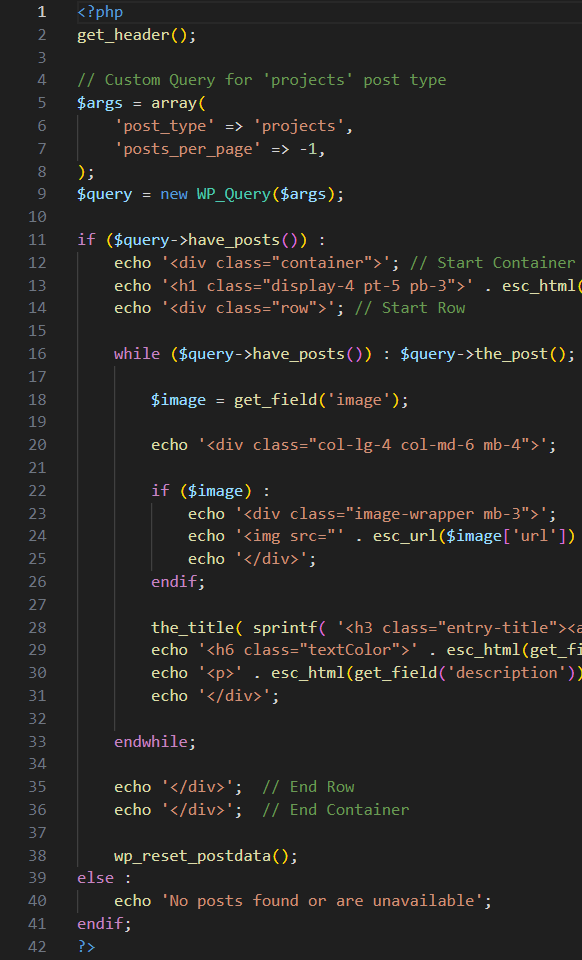 1 <?php
2 get_header();
3
4 // Custom Query for 'projects' post type
5 $args = array(
6     'post_type' => 'projects',
7     'posts_per_page' => -1,
8 );
9 $query = new WP_Query($args);
10
11 if ($query->have_posts()) :
12     echo '<div class="container">'; // Start Container
13     echo '<h1 class="display-4 pt-5 pb-3">' . esc_html(
14     echo '<div class="row">'; // Start Row
15
16     while ($query->have_posts()) : $query->the_post();
17
18         $image = get_field('image');
19
20         echo '<div class="col-lg-4 col-md-6 mb-4">';
21
22         if ($image) :
23             echo '<div class="image-wrapper mb-3">';
24             echo '<img src="' . esc_url($image['url'])
25             echo '</div>';
26         endif;
27
28         the_title( sprintf( '<h3 class="entry-title"><a
29         echo '<h6 class="textColor">' . esc_html(get_fi
30         echo '<p>' . esc_html(get_field('description'))
31         echo '</div>';
32
33     endwhile;
34
35     echo '</div>';  // End Row
36     echo '</div>';  // End Container
37
38     wp_reset_postdata();
39 else :
40     echo 'No posts found or are unavailable';
41 endif;
42 ?>